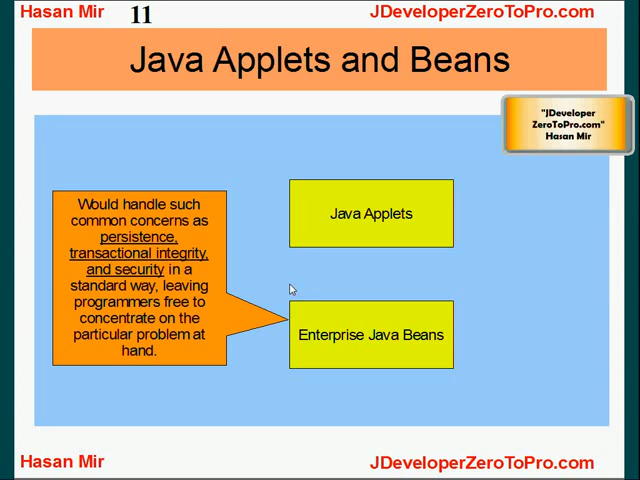 Hasan Mir
11
JDeveloperZeroToPro.com
Java Applets and Beans
"JDeveloper
ZeroToPro.com"
Hasan Mir
Would handle such
common concerns as
persistence,
transactional integrity,
and security in a
standard way, leaving
programmers free to
concentrate on the
particular problem at
hand.
Java Applets
Enterprise Java Beans
Hasan Mir
JDeveloperZeroToPro.com